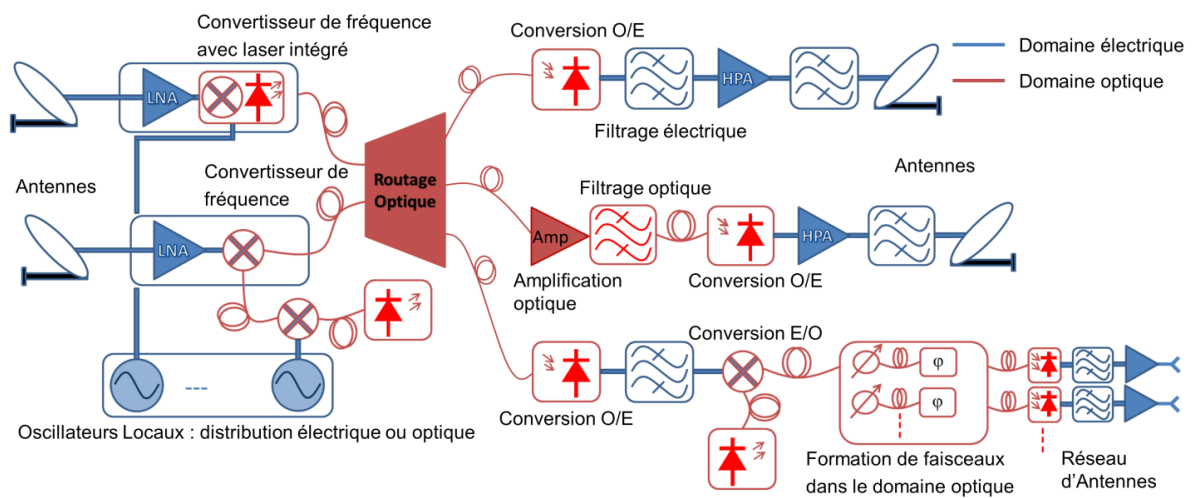 Convertisseur de fréquence
avec laser intégré
Conversion O/E
Domaine électrique
Domaine optique
LNA
HPA
Filtrage électrique
Antennes
Convertisseur de
fréquence
Routage
Optique
Filtrage optique
Antennes
LNA
Amp
HPA
Amplification
optique
Conversion O/E
Conversion E/O
φ
φ
Conversion O/E
Oscillateurs Locaux : distribution électrique ou optique
Formation de faisceaux
dans le domaine optique
Réseau
d'Antennes